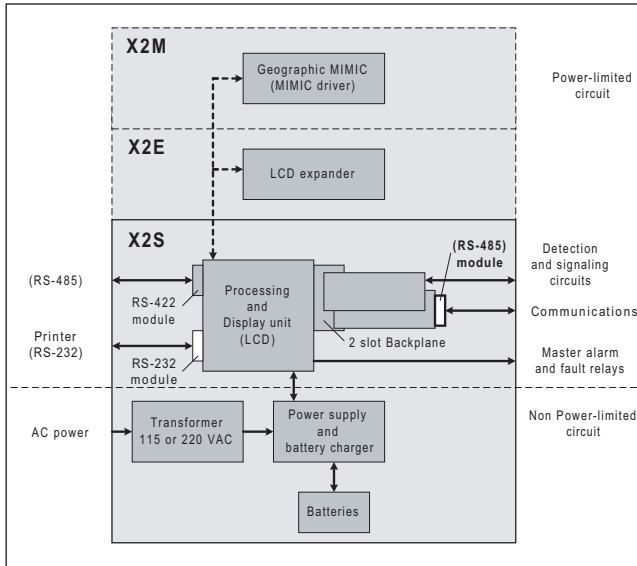 X2M
Geographic MIMIC
(MIMIC driver)
Power-limited
circuit
X2E
LCD expander
X2S
(RS-485)
module
Detection
and signaling
circuits
(RS-485)
RS-422
module
Processing
and
Display unit
(LCD)
Communications
2 slot Backplane
Printer
(RS-232)
RS-232
module
Master alarm
and fault relays
Non Power-limited
circuit
AC power
Transformer
115 or 220 VAC
Power supply
and
battery charger
Batteries